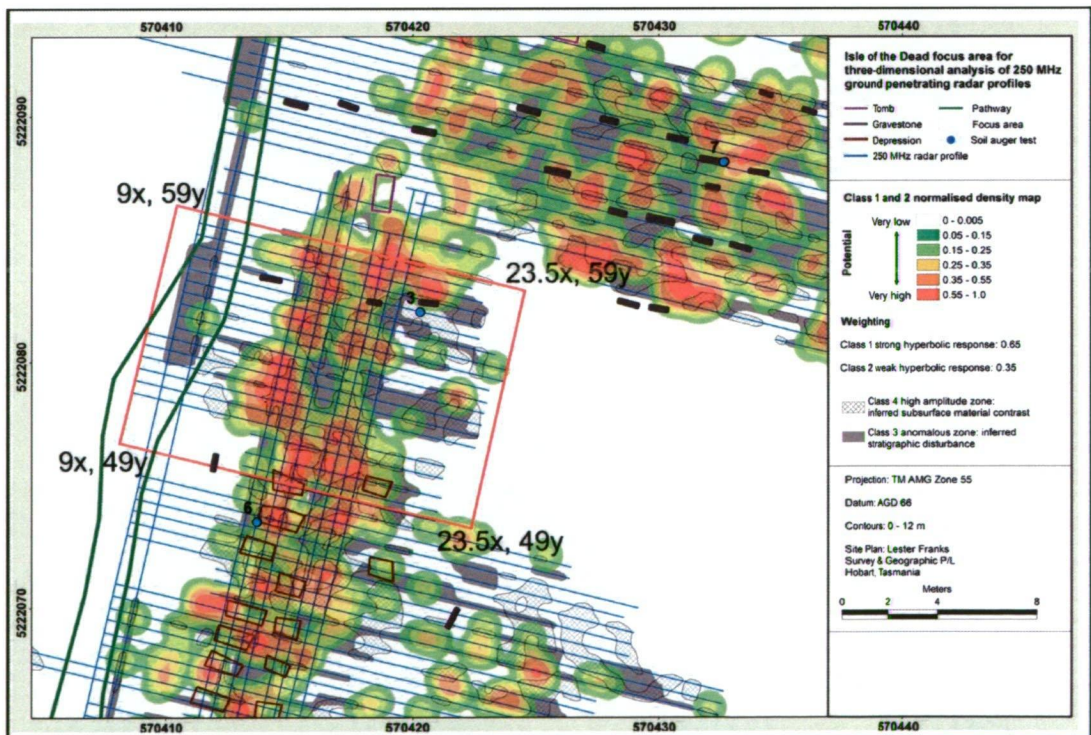 570410 570420 570430 570440
5222090
5222080
5222070
9x, 59y
23.5x, 59y
9x, 49y
23.5x, 49y
7
3
6
Isle of the Dead focus area for
three-dimensional analysis of 250 MHz
ground penetrating radar profiles
Tomb Pathway
Gravestone Focus area
Depression Soil auger test
250 MHz radar profile
Class 1 and 2 normalised density map
Very low 0 - 0.005
0.05 - 0.15
0.15 - 0.25
Potential
0.25 - 0.35
0.35 - 0.55
Very high 0.55 - 1.0
Weighting
Class 1 strong hyperbolic response: 0.65
Class 2 weak hyperbolic response: 0.35
Class 4 high amplitude zone:
inferred subsurface material contrast
Class 3 anomalous zone: inferred
stratigraphic disturbance
Projection: TM AMG Zone 55
Datum: AGD 66
Contours: 0 - 12 m
Site Plan: Lester Franks
Survey & Geographic P/L
Hobart, Tasmania
Meters
0 2 4 8
570410 570420 570430 570440